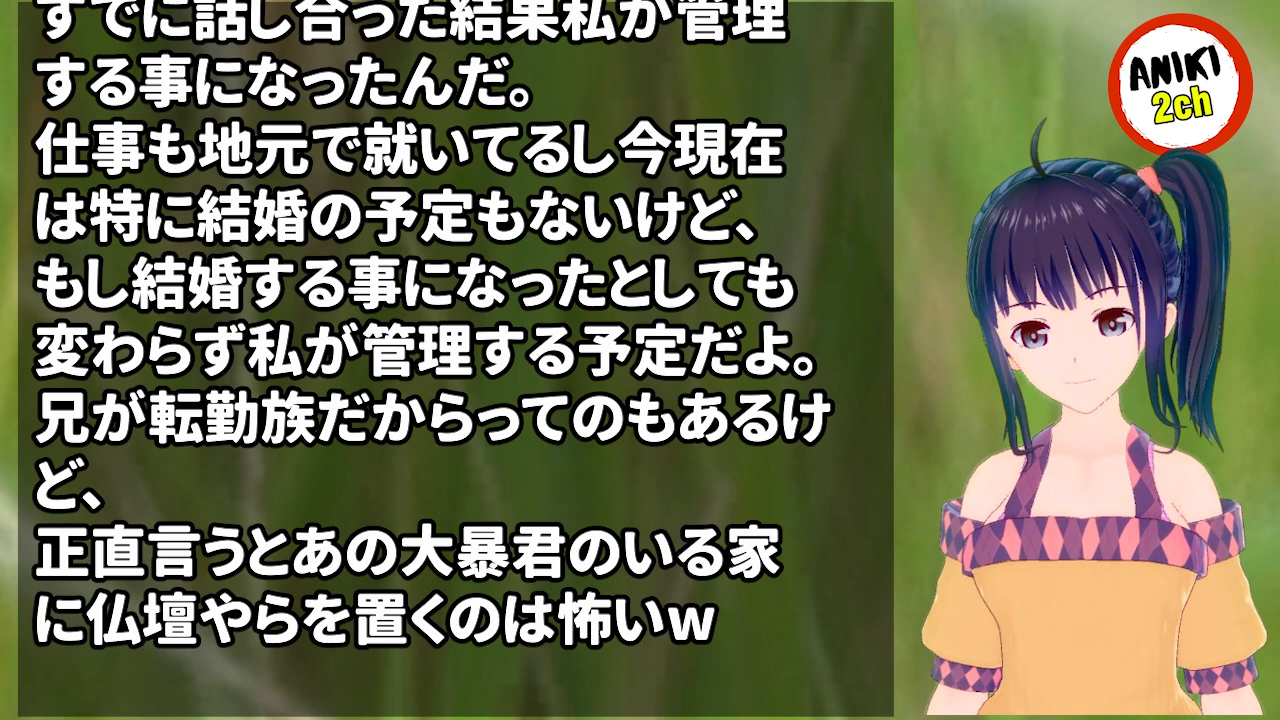 すでに話し合った結果私が管理
する事になったんだ。
仕事も地元で就いてるし今現在
は特に結婚の予定もないけど、
もし結婚する事になったとしても
変わらず私が管理する予定だよ。
兄が転勤族だからってのもあるけ
ど、
正直言うとあの大暴君のいる家
に仏壇やらを置くのは怖いw
ANIKI
2ch